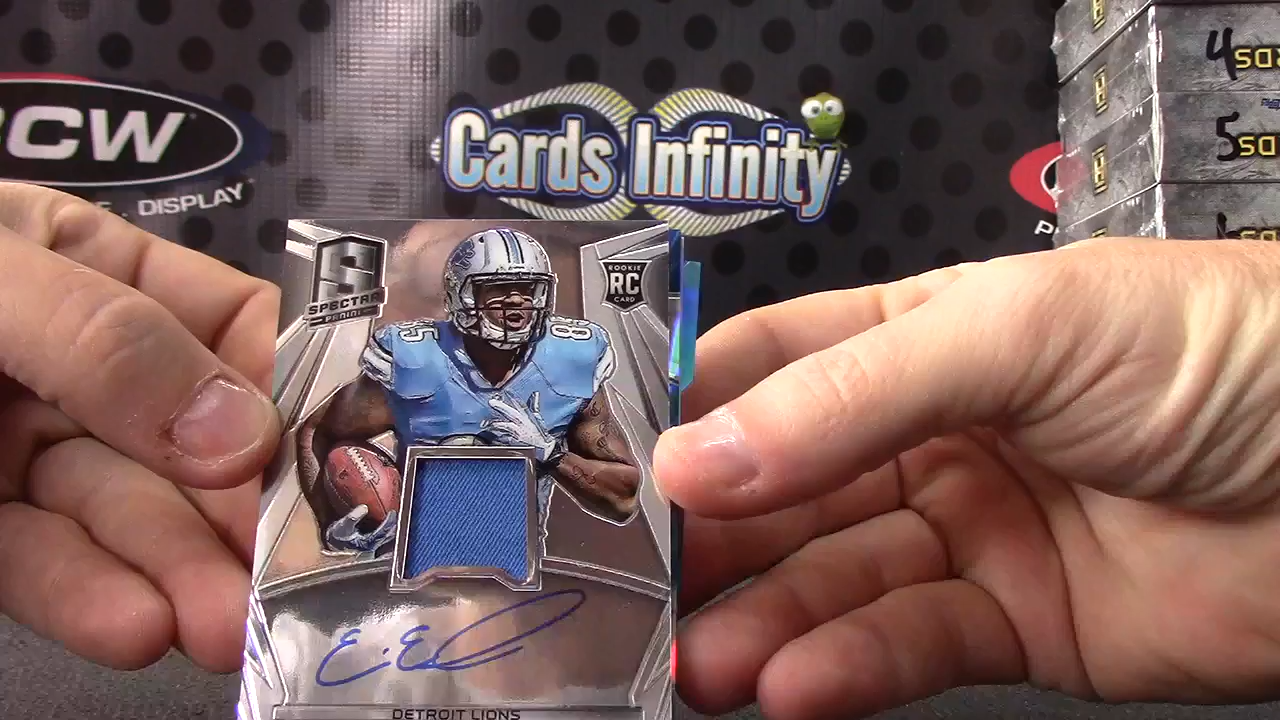 BCW
DISPLAY
Cards Infinity
4
5
SPECTRA
PANINI
ROOKIE
RC
CARD
85
DETROIT LIONS